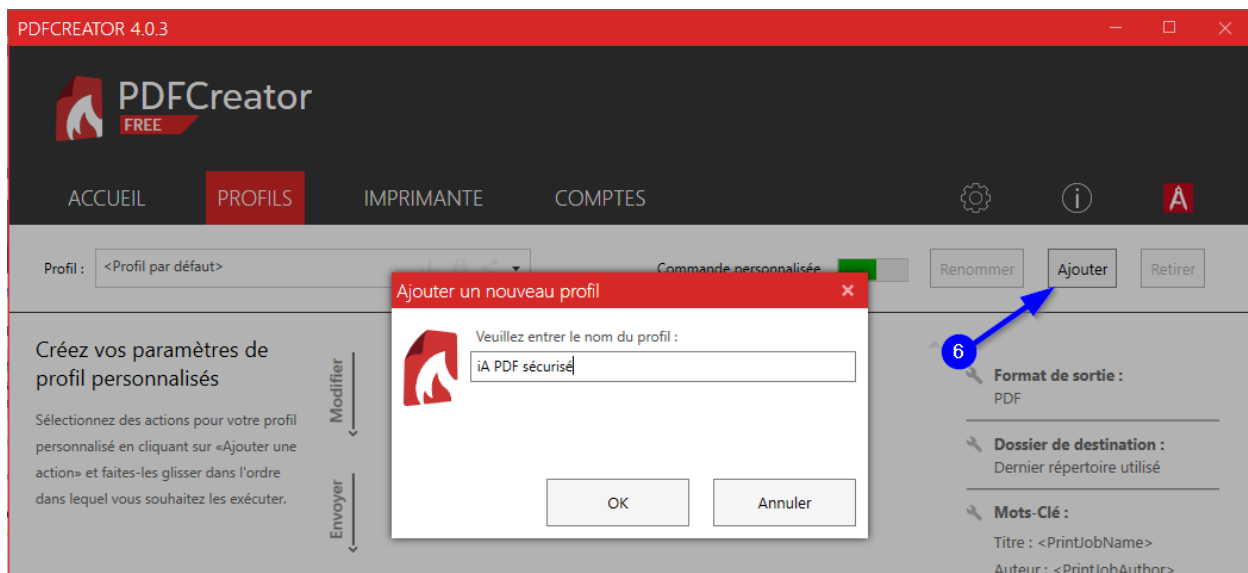 PDFCREATOR 4.0.3
PDFCreator
FREE
ACCUEIL PROFILS IMPRIMANTE COMPTES
Profil : <Profil par défaut> Commande personnalisée Renommer Ajouter Retirer
Ajouter un nouveau profil
Veuillez entrer le nom du profil :
iA PDF sécurisé
OK Annuler
Créez vos paramètres de
profil personnalisés
Sélectionnez des actions pour votre profil
personnalisé en cliquant sur «Ajouter une
action» et faites-les glisser dans l'ordre
dans lequel vous souhaitez les exécuter.
Modifier
Envoyer
6
Format de sortie :
PDF
Dossier de destination :
Dernier répertoire utilisé
Mots-Clé :
Titre : <PrintJobName>
Auteur : <PrintJobAuthor>